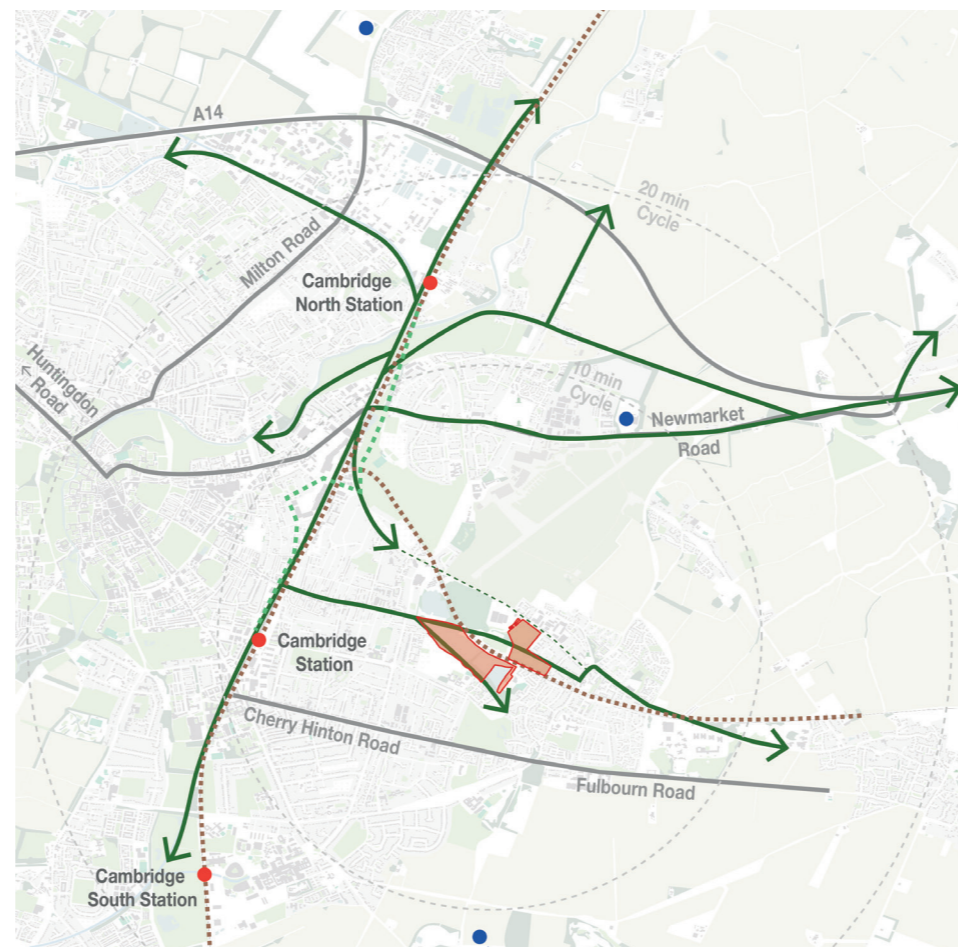 A14
20 min
Cycle
Milton Road
Cambridge
North Station
Huntingdon
Road
10 min
Cycle
Newmarket
Road
Cambridge
Station
Cherry Hinton Road
Fulbourn Road
Cambridge
South Station